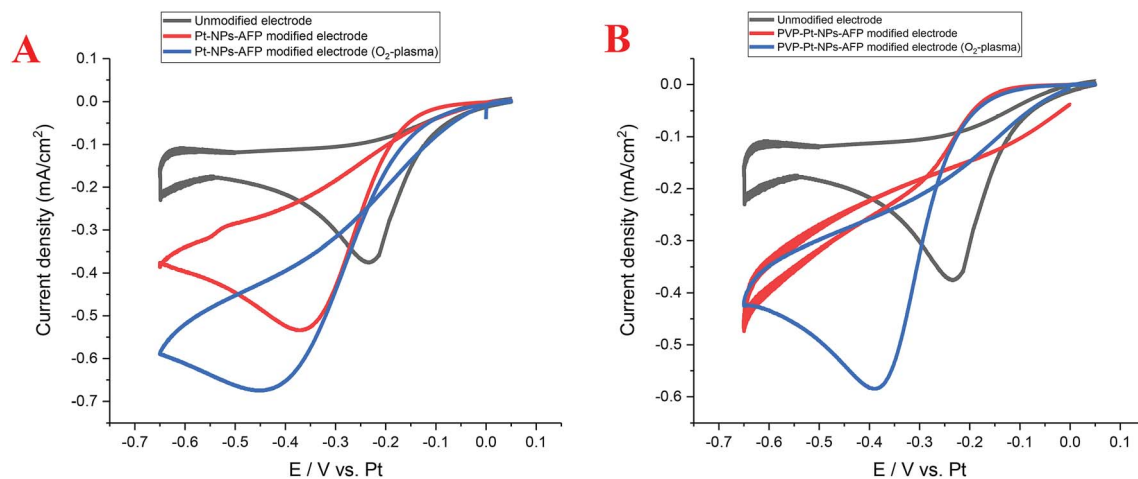 A
Unmodified electrode
Pt-NPs-AFP modified electrode
Pt-NPs-AFP modified electrode (O₂-plasma)
0.1
0.0
-0.1
-0.2
-0.3
-0.4
-0.5
-0.6
-0.7
Current density (mA/cm²)
-0.7
-0.6
-0.5
-0.4
-0.3
-0.2
-0.1
0.0
0.1
E / V vs. Pt
B
Unmodified electrode
PVP-Pt-NPs-AFP modified electrode
PVP-Pt-NPs-AFP modified electrode (O₂-plasma)
0.1
0.0
-0.1
-0.2
-0.3
-0.4
-0.5
-0.6
Current density (mA/cm²)
-0.7
-0.6
-0.5
-0.4
-0.3
-0.2
-0.1
0.0
0.1
E / V vs. Pt